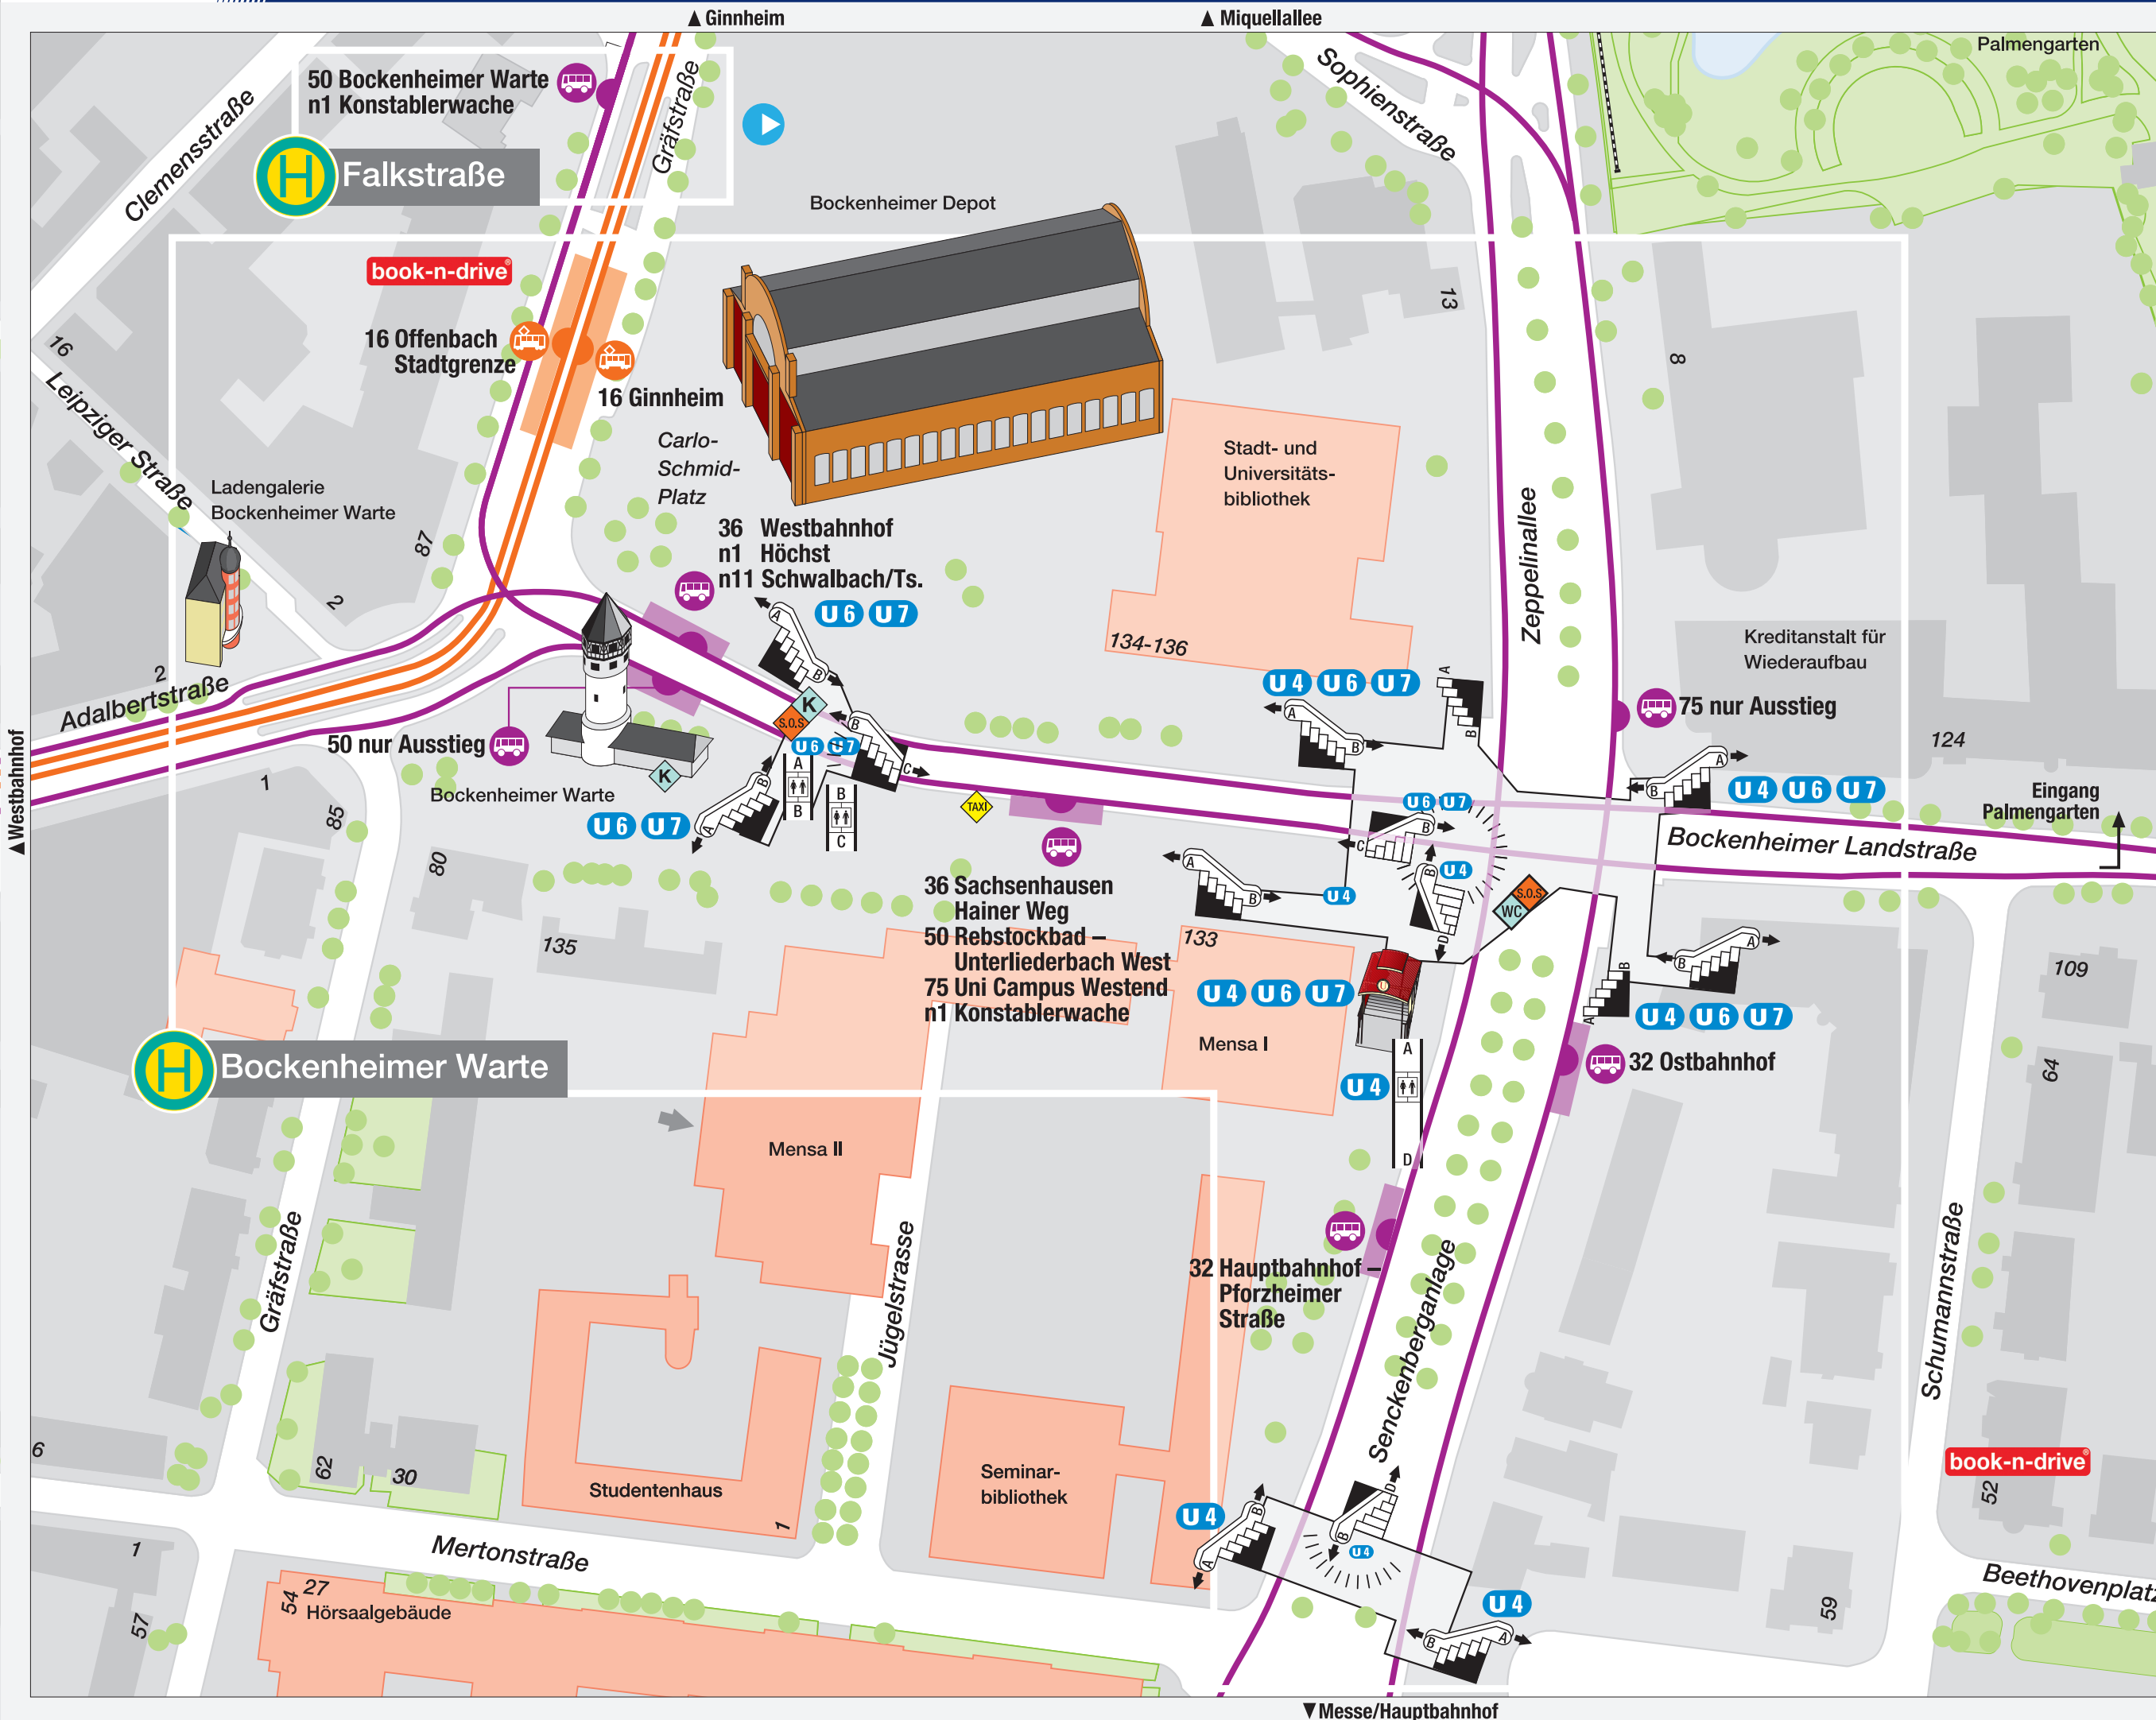 ▲ Ginnheim
▲ Miquellallee
Palmengarten
50 Bockenheimer Warte
n1 Konstablerwache
Gräfstraße
Sophienstraße
Clemensstraße
H Falkstraße
Bockenheimer Depot
book-n-drive
13
16 Offenbach
Stadtgrenze
16
8
16 Ginnheim
Leipziger Straße
Carlo-
Schmid-
Platz
Stadt- und
Universitäts-
bibliothek
Ladengalerie
Bockenheimer Warte
87
Zeppelinallee
36 Westbahnhof
n1 Höchst
n11 Schwalbach/Ts.
U6 U7
A
B
2
134-136
Kreditanstalt für
Wiederaufbau
2
Adalbertstraße
U4 U6 U7
A
B
A
B
75 nur Ausstieg
K
S.O.S
B
C
50 nur Ausstieg
U6 U7
K
A
B
B
C
124
A
B
U4 U6 U7
▲ Westbahnhof
1
85
Bockenheimer Warte
U6 U7
A
B
TAXI
U6 U7
B
C
Eingang
Palmengarten
Bockenheimer Landstraße
80
A
B
U4
U4
B
D
S.O.S
WC
36 Sachsenhausen
Hainer Weg
50 Rebstockbad –
Unterliederbach West
75 Uni Campus Westend
n1 Konstablerwache
135
133
U4 U6 U7
U
A
B
A
B
U4 U6 U7
109
Mensa I
H Bockenheimer Warte
U4
A
D
32 Ostbahnhof
64
Mensa II
Gräfstraße
Jügelstrasse
32 Hauptbahnhof –
Pforzheimer
Straße
Senckenberganlage
Schumannstraße
6
62
30
Studentenhaus
1
Seminar-
bibliothek
book-n-drive
52
U4
A
B
B
D
U4
1
Mertonstraße
54
27
Hörsaalgebäude
57
U4
B
A
59
Beethovenplatz
▼ Messe/Hauptbahnhof